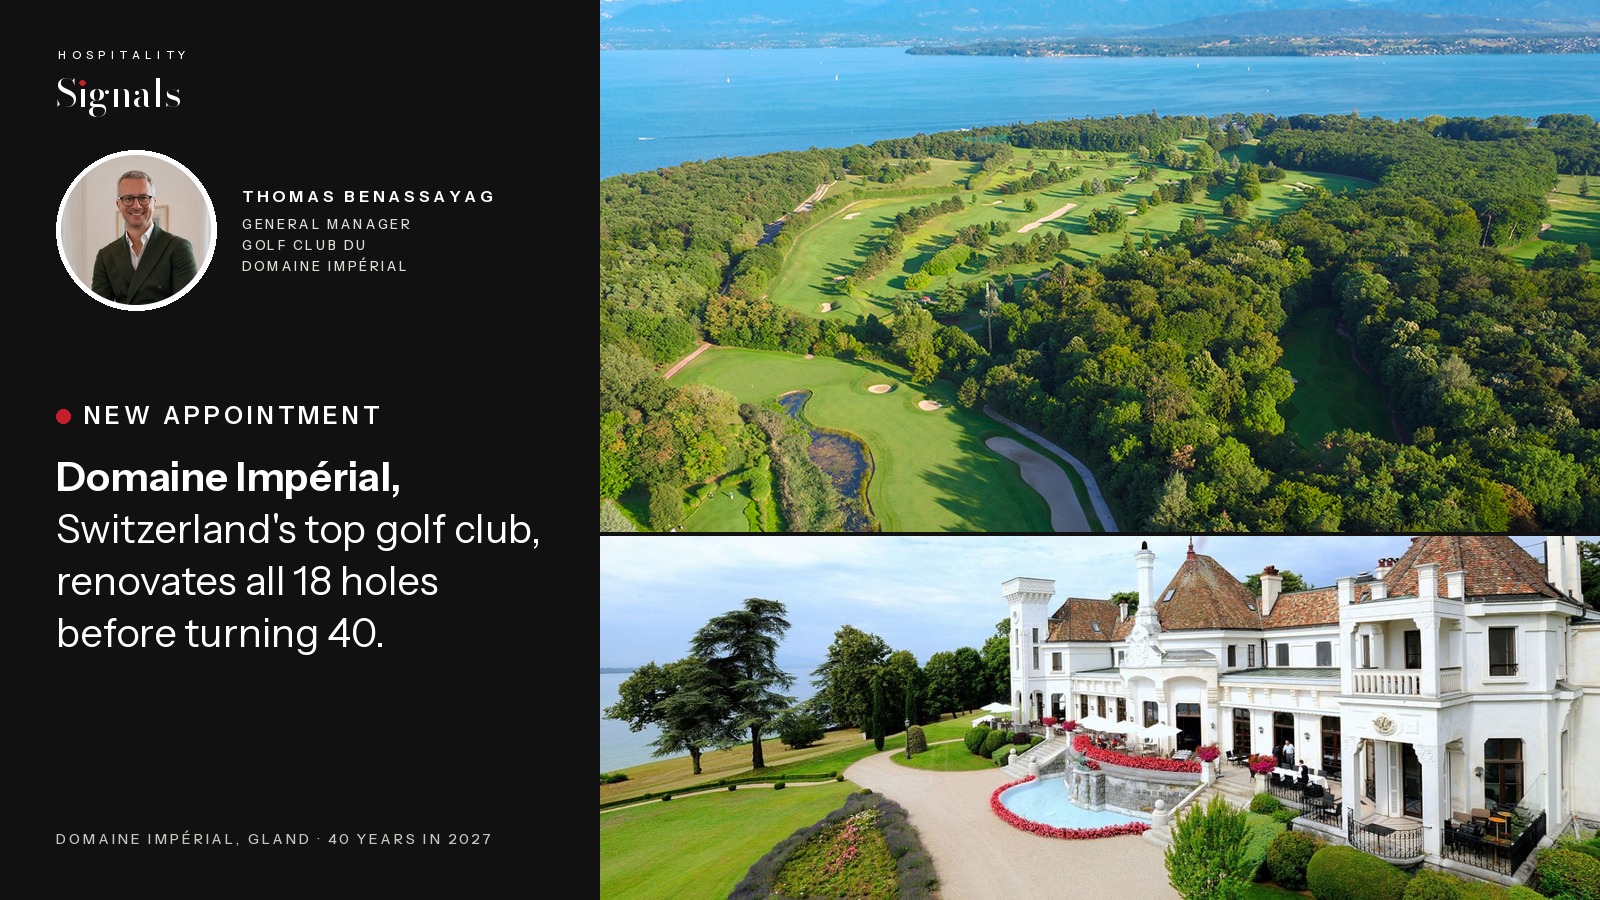 HOSPITALITY
Signals
THOMAS BENASSAYAG
GENERAL MANAGER
GOLF CLUB DU
DOMAINE IMPÉRIAL
NEW APPOINTMENT
Domaine Impérial,
Switzerland's top golf club,
renovates all 18 holes
before turning 40.
DOMAINE IMPÉRIAL, GLAND · 40 YEARS IN 2027